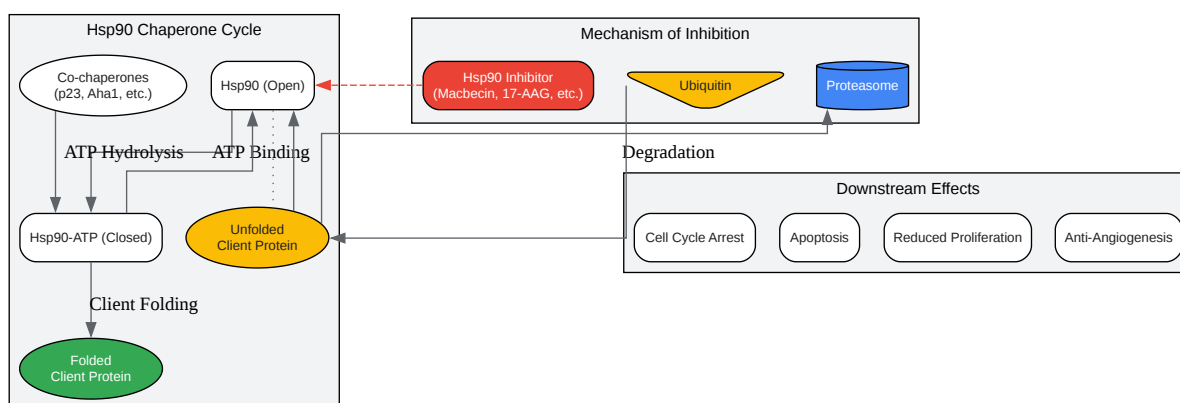 Hsp90 Chaperone Cycle
Co-chaperones
(p23, Aha1, etc.)
Hsp90 (Open)
ATP Hydrolysis
ATP Binding
Hsp90-ATP (Closed)
Unfolded
Client Protein
Client Folding
Folded
Client Protein
Mechanism of Inhibition
Hsp90 Inhibitor
(Macbecin, 17-AAG, etc.)
Ubiquitin
Proteasome
Degradation
Downstream Effects
Cell Cycle Arrest
Apoptosis
Reduced Proliferation
Anti-Angiogenesis